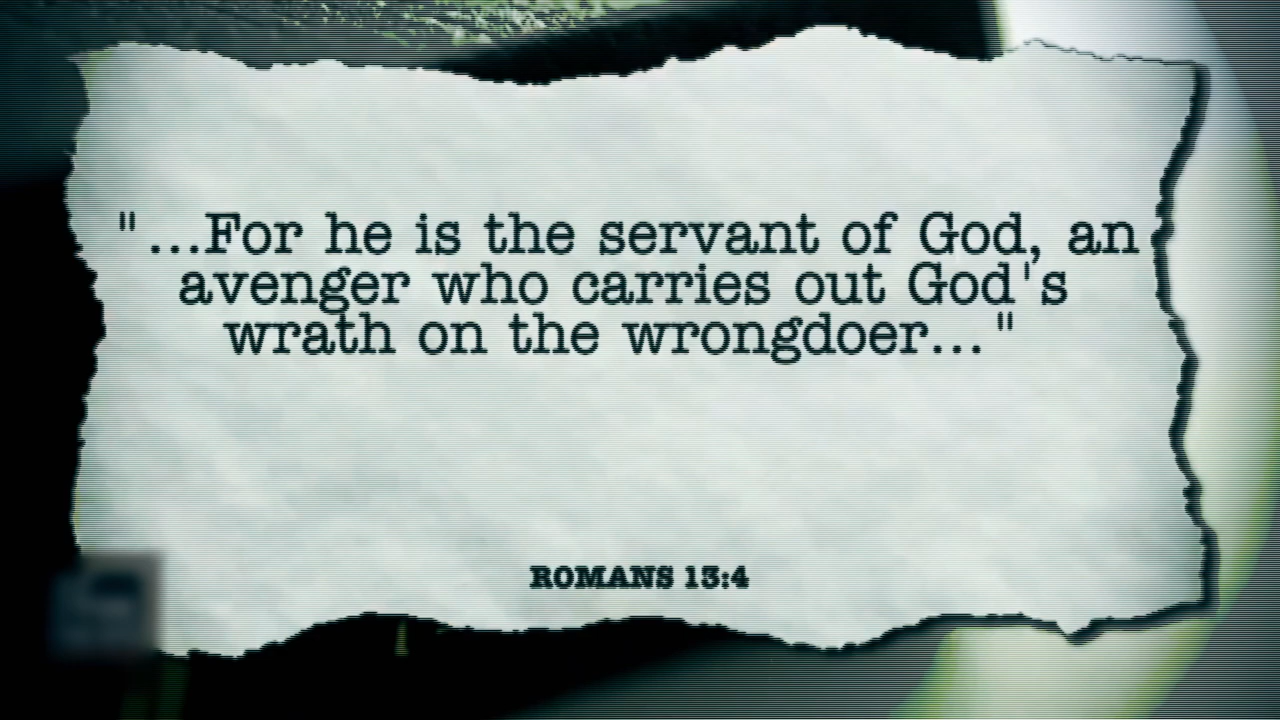 "...For he is the servant of God, an
avenger who carries out God's
wrath on the wrongdoer..."
ROMANS 13:4